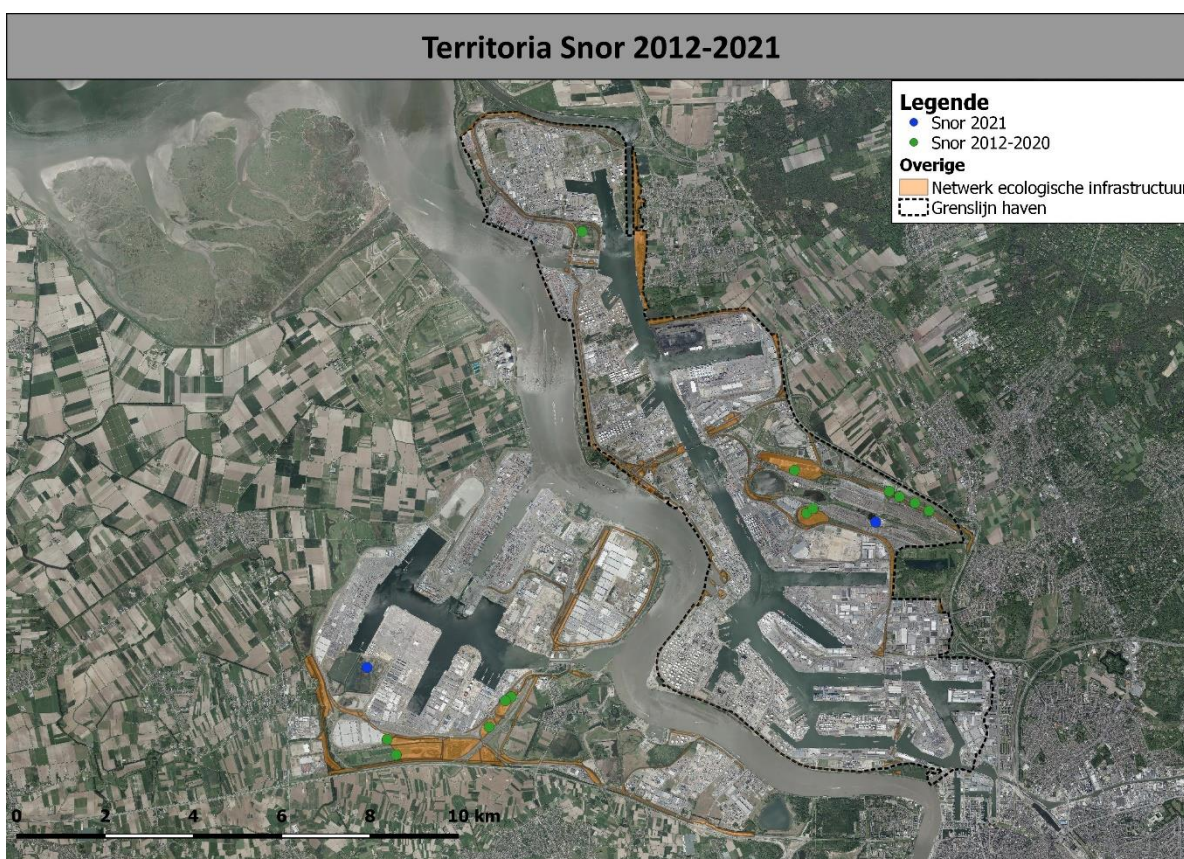 Territoria Snor 2012-2021
Legende
Snor 2021
Snor 2012-2020
Overige
Netwerk ecologische infrastructuur
Grenslijn haven
0 2 4 6 8 10 km